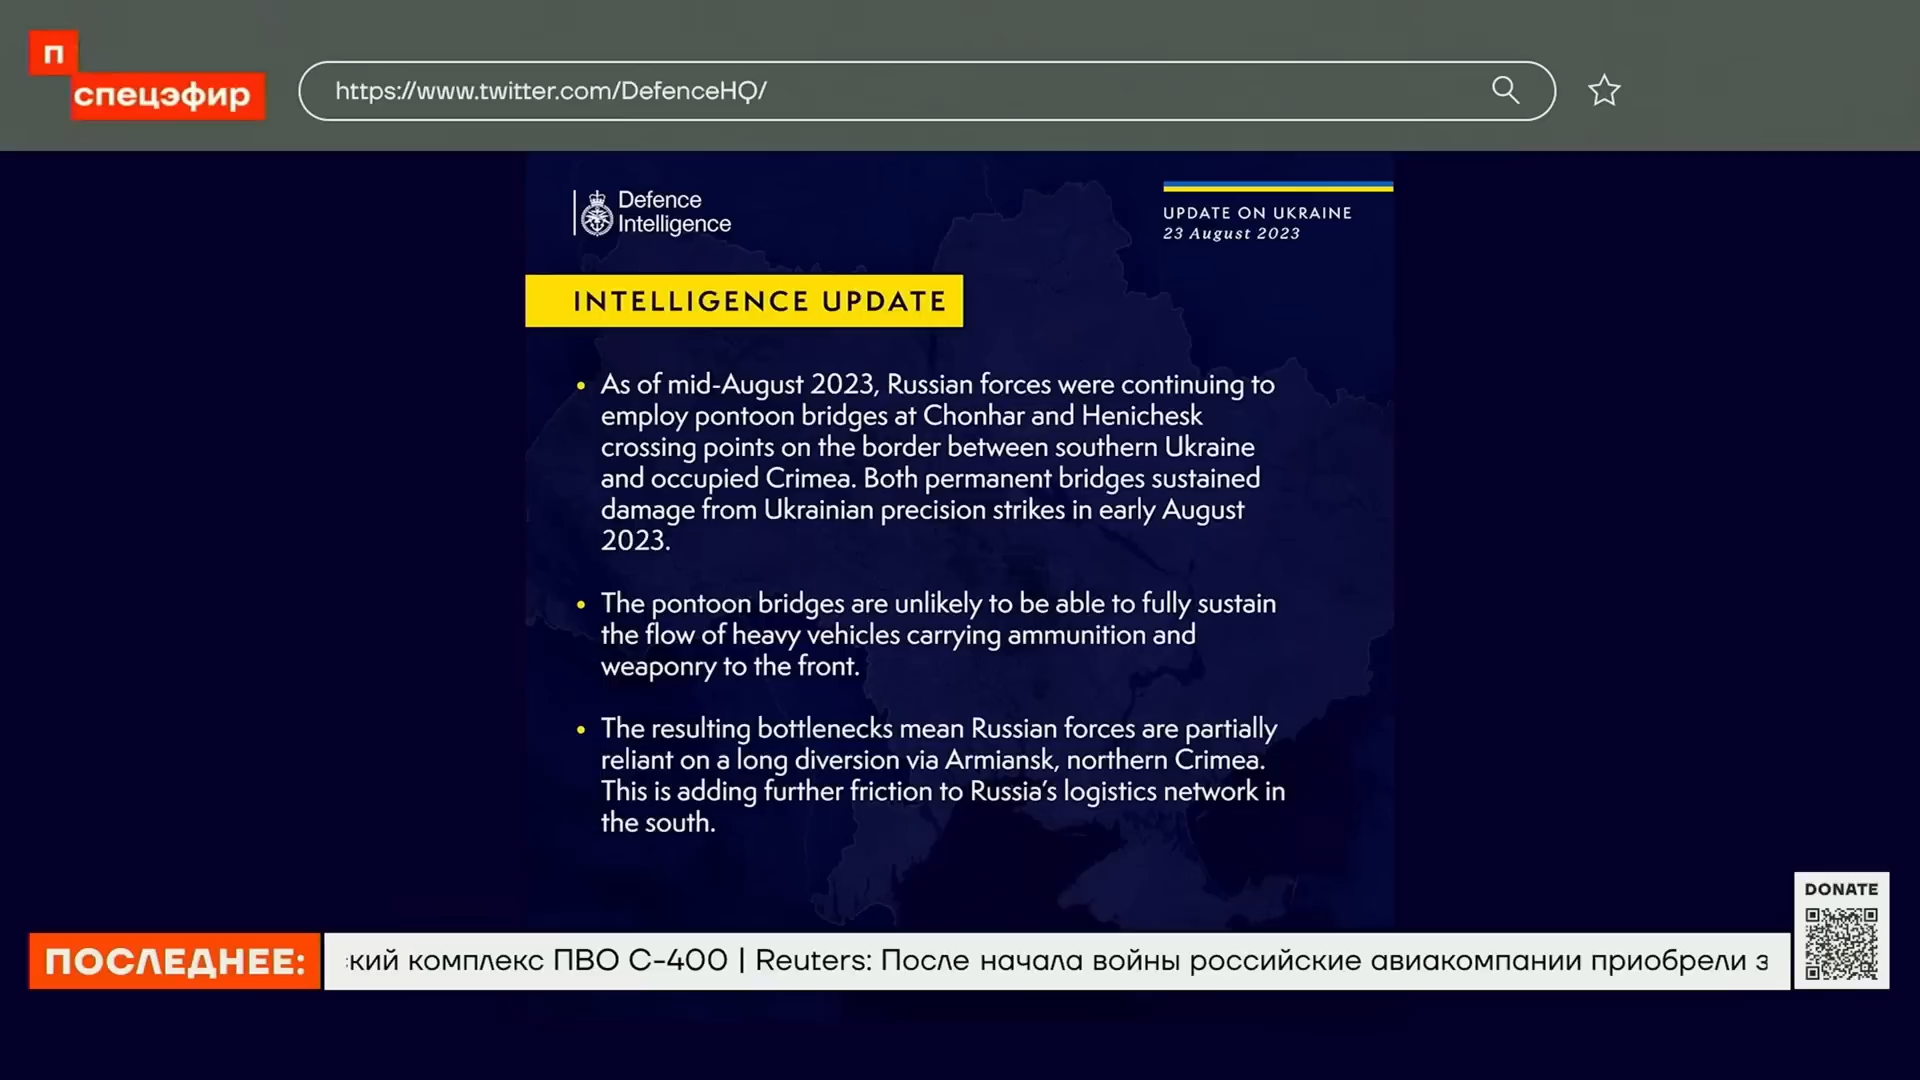 П
спецэфир
https://www.twitter.com/DefenceHQ/
Defence
Intelligence
UPDATE ON UKRAINE
23 August 2023
INTELLIGENCE UPDATE
• As of mid-August 2023, Russian forces were continuing to
employ pontoon bridges at Chonhar and Henichesk
crossing points on the border between southern Ukraine
and occupied Crimea. Both permanent bridges sustained
damage from Ukrainian precision strikes in early August
2023.
• The pontoon bridges are unlikely to be able to fully sustain
the flow of heavy vehicles carrying ammunition and
weaponry to the front.
• The resulting bottlenecks mean Russian forces are partially
reliant on a long diversion via Armiansk, northern Crimea.
This is adding further friction to Russia's logistics network in
the south.
DONATE
ПОСЛЕДНЕЕ:
кий комплекс ПВО С-400 | Reuters: После начала войны российские авиакомпании приобрели з